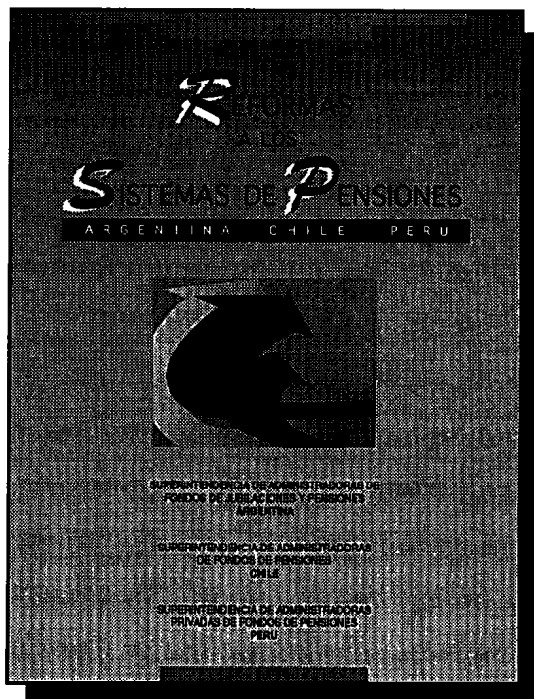 REFORMAS
A LOS
SISTEMAS DE PENSIONES
ARGENTINA CHILE PERU
SUPERINTENDENCIA DE ADMINISTRADORAS DE
FONDOS DE JUBILACIONES Y PENSIONES
ARGENTINA
SUPERINTENDENCIA DE ADMINISTRADORAS
DE FONDOS DE PENSIONES
CHILE
SUPERINTENDENCIA DE ADMINISTRADORAS
PRIVADAS DE FONDOS DE PENSIONES
PERU